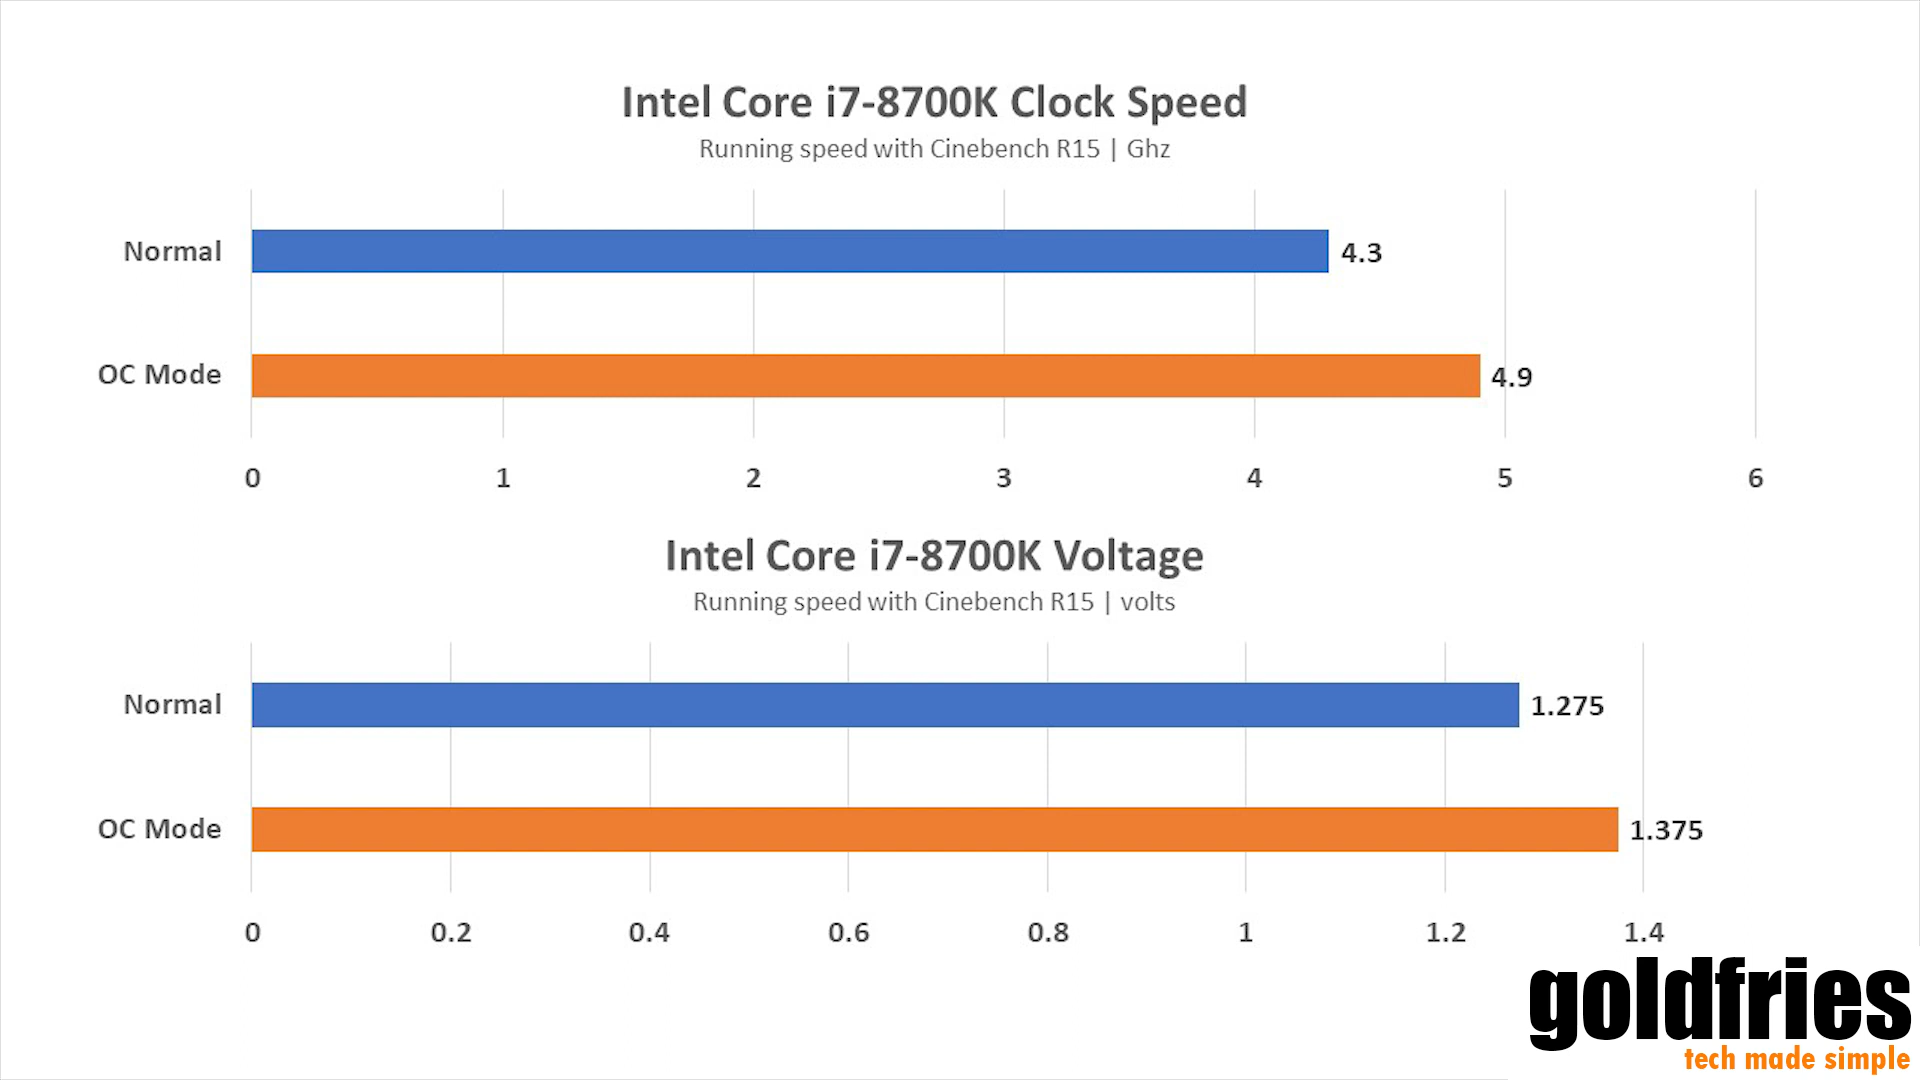 Intel Core i7-8700K Clock Speed
Running speed with Cinebench R15 | Ghz
Normal 4.3
OC Mode 4.9
0 1 2 3 4 5 6
Intel Core i7-8700K Voltage
Running speed with Cinebench R15 | volts
Normal 1.275
OC Mode 1.375
0 0.2 0.4 0.6 0.8 1 1.2 1.4
goldfries
tech made simple